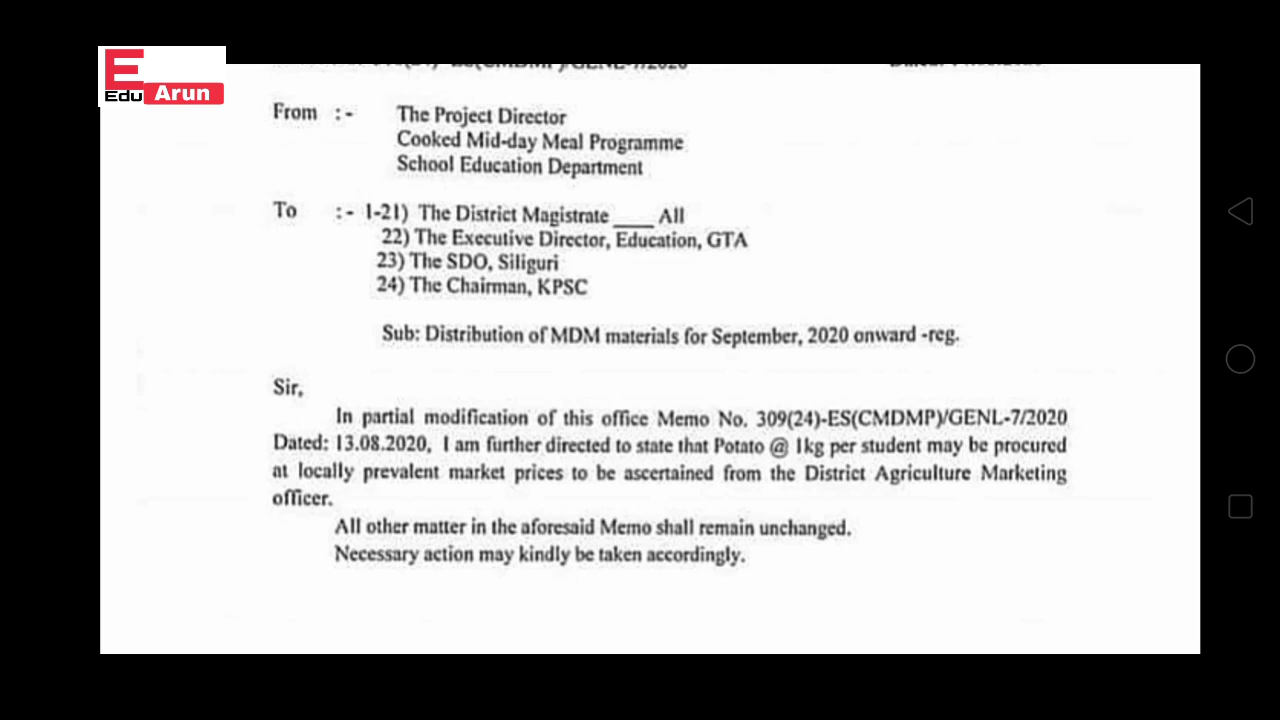 E
Edu Arun
From :- The Project Director
Cooked Mid-day Meal Programme
School Education Department
To :- 1-21) The District Magistrate ____ All
22) The Executive Director, Education, GTA
23) The SDO, Siliguri
24) The Chairman, KPSC
Sub: Distribution of MDM materials for September, 2020 onward -reg.
Sir,
In partial modification of this office Memo No. 309(24)-ES(CMDMP)/GENL-7/2020
Dated: 13.08.2020, I am further directed to state that Potato @ 1kg per student may be procured
at locally prevalent market prices to be ascertained from the District Agriculture Marketing
officer.
All other matter in the aforesaid Memo shall remain unchanged.
Necessary action may kindly be taken accordingly.